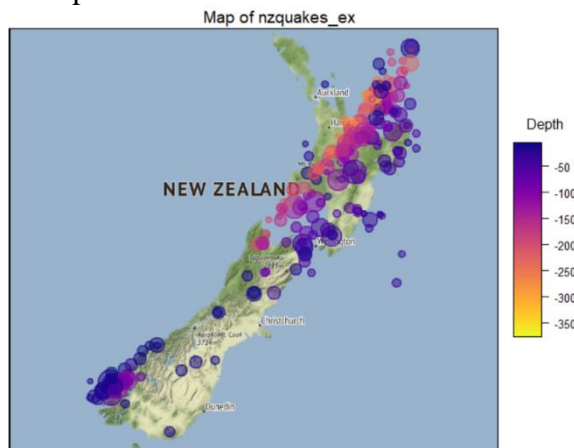 Map of nzquakes_ex
Auckland
NEW ZEALAND
Christchurch
Dunedin
Depth
-50
-100
-150
-200
-250
-300
-350